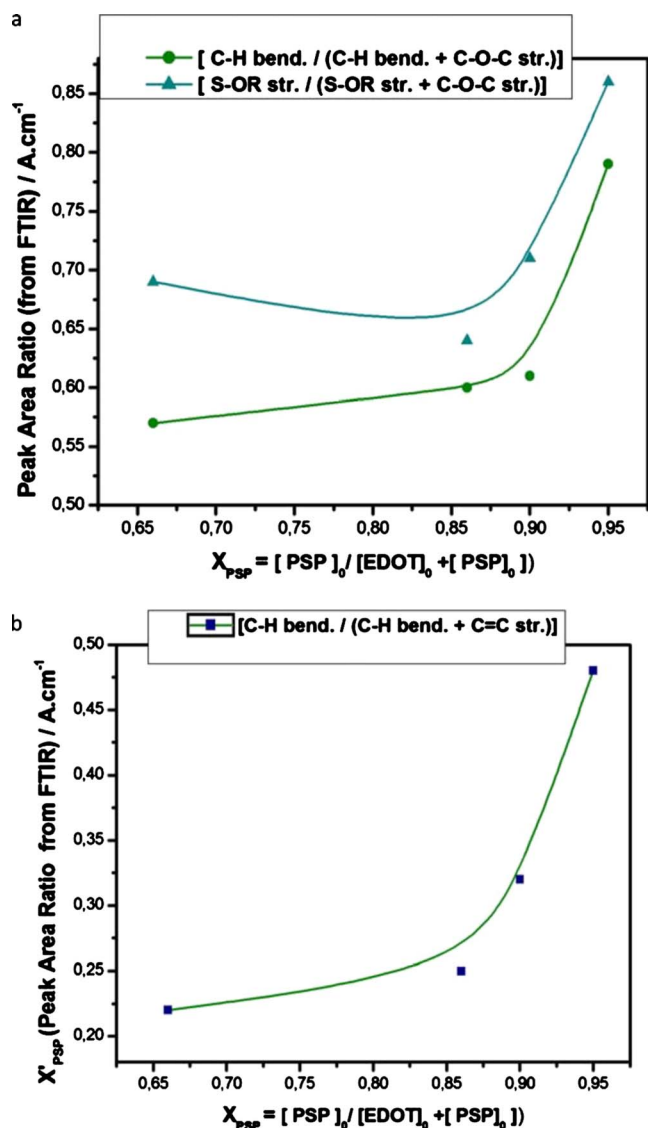 a
[ C-H bend. / (C-H bend. + C-O-C str.)]
[ S-OR str. / (S-OR str. + C-O-C str.)]
Peak Area Ratio (from FTIR) / A.cm-1
0,85
0,80
0,75
0,70
0,65
0,60
0,55
0,50
0,65 0,70 0,75 0,80 0,85 0,90 0,95
XPSP = [ PSP ]0/ [EDOT]0 +[ PSP]0 ])
b
[C-H bend. / (C-H bend. + C=C str.)]
X'PSP (Peak Area Ratio from FTIR) / A.cm-1
0,50
0,45
0,40
0,35
0,30
0,25
0,20
0,65 0,70 0,75 0,80 0,85 0,90 0,95
XPSP = [ PSP ]0/ [EDOT]0 +[ PSP]0 ])